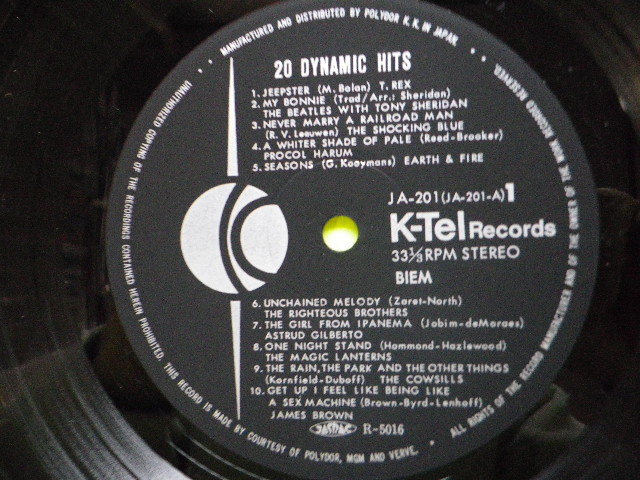 MANUFACTURED AND DISTRIBUTED BY POLYDOR K. K. IN JAPAN.
20 DYNAMIC HITS
1. JEEPSTER (M. Bolan) T. REX
2. MY BONNIE (Trad/Arr.; Sheridan)
THE BEATLES WITH TONY SHERIDAN
3. NEVER MARRY A RAILROAD MAN
(R. V. Leeuwen) THE SHOCKING BLUE
4. A WHITER SHADE OF PALE (Reed-Brooker)
PROCOL HARUM
5. SEASONS (G. Kooymans) EARTH & FIRE
JA-201(JA-201-A) 1
K-Tel Records
33⅓ RPM STEREO
BIEM
6. UNCHAINED MELODY (Zaret-North)
THE RIGHTEOUS BROTHERS
7. THE GIRL FROM IPANEMA (Jobim-deMoraes)
ASTRUD GILBERTO
8. ONE NIGHT STAND (Hammond-Hazlewood)
THE MAGIC LANTERNS
9. THE RAIN, THE PARK AND THE OTHER THINGS
(Kornfield-Duboff) THE COWSILLS
10. GET UP I FEEL LIKE BEING LIKE
A SEX MACHINE (Brown-Byrd-Lenhoff)
JAMES BROWN
JASRAC R-5016
ALL RIGHTS OF THE RECORD MANUFACTURER AND OF THE OWNER OF THE WORK RECORDED RESERVED.
UNAUTHORIZED COPYING OF THE RECORDINGS CONTAINED HEREIN PROHIBITED. THIS RECORD IS MADE BY COURTESY OF POLYDOR, MGM AND VERVE.